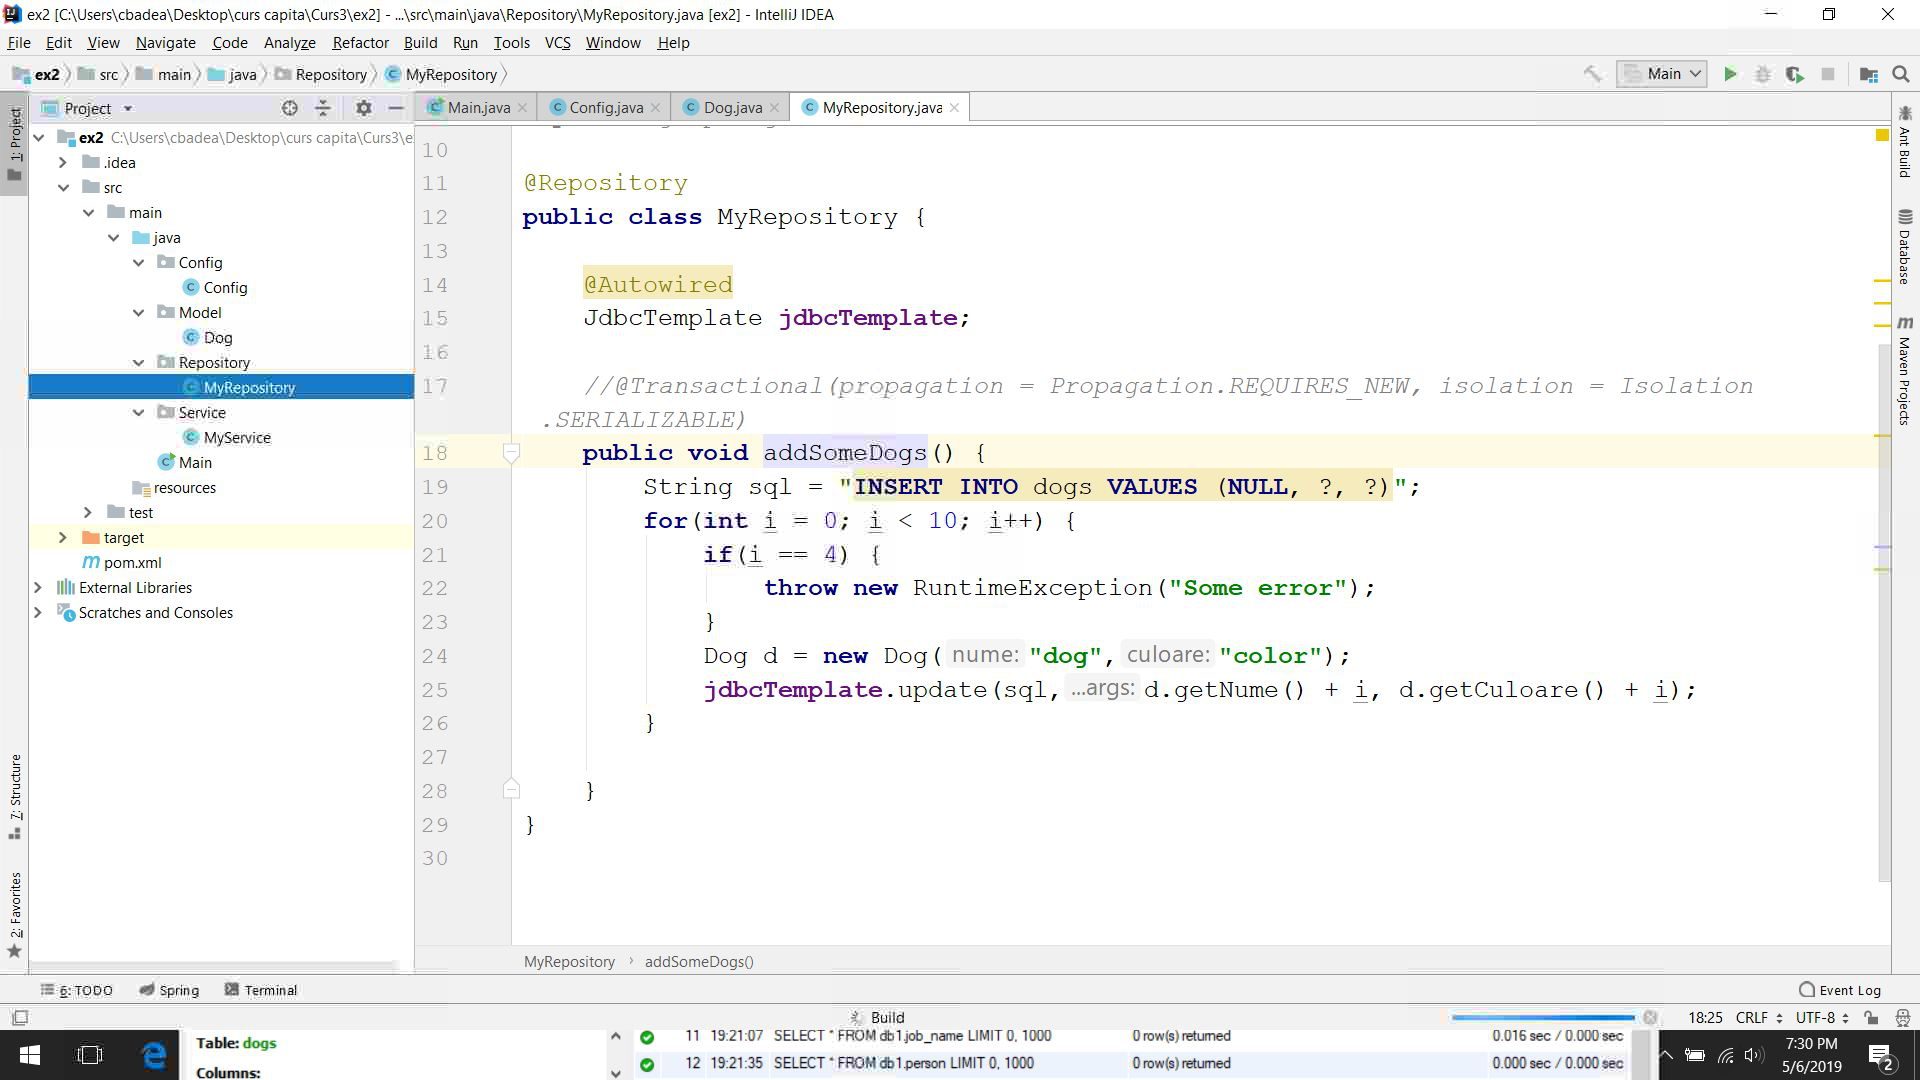 ex2 [C:\Users\cbadea\Desktop\curs capita\Curs3\ex2] - ...\src\main\java\Repository\MyRepository.java [ex2] - IntelliJ IDEA
File Edit View Navigate Code Analyze Refactor Build Run Tools VCS Window Help
ex2 src main java Repository MyRepository
Main
Project
Main.java Config.java Dog.java MyRepository.java
1: Project
ex2 C:\Users\cbadea\Desktop\curs capita\Curs3\e
.idea
src
main
java
Config
Config
Model
Dog
Repository
MyRepository
Service
MyService
Main
resources
test
target
pom.xml
External Libraries
Scratches and Consoles
7: Structure
2: Favorites
10
11 @Repository
12 public class MyRepository {
13
14 @Autowired
15 JdbcTemplate jdbcTemplate;
16
17 //@Transactional(propagation = Propagation.REQUIRES_NEW, isolation = Isolation
.SERIALIZABLE)
18 public void addSomeDogs() {
19 String sql = "INSERT INTO dogs VALUES (NULL, ?, ?)";
20 for(int i = 0; i < 10; i++) {
21 if(i == 4) {
22 throw new RuntimeException("Some error");
23 }
24 Dog d = new Dog( nume: "dog", culoare: "color");
25 jdbcTemplate.update(sql, ...args: d.getNume() + i, d.getCuloare() + i);
26 }
27
28 }
29 }
30
Ant Build
Database
Maven Projects
MyRepository › addSomeDogs()
6: TODO Spring Terminal Event Log
Build 18:25 CRLF UTF-8
Table: dogs
Columns:
11 19:21:07 SELECT * FROM db1.job_name LIMIT 0, 1000 0 row(s) returned 0.016 sec / 0.000 sec
12 19:21:35 SELECT * FROM db1.person LIMIT 0, 1000 0 row(s) returned 0.000 sec / 0.000 sec
7:30 PM
5/6/2019
2